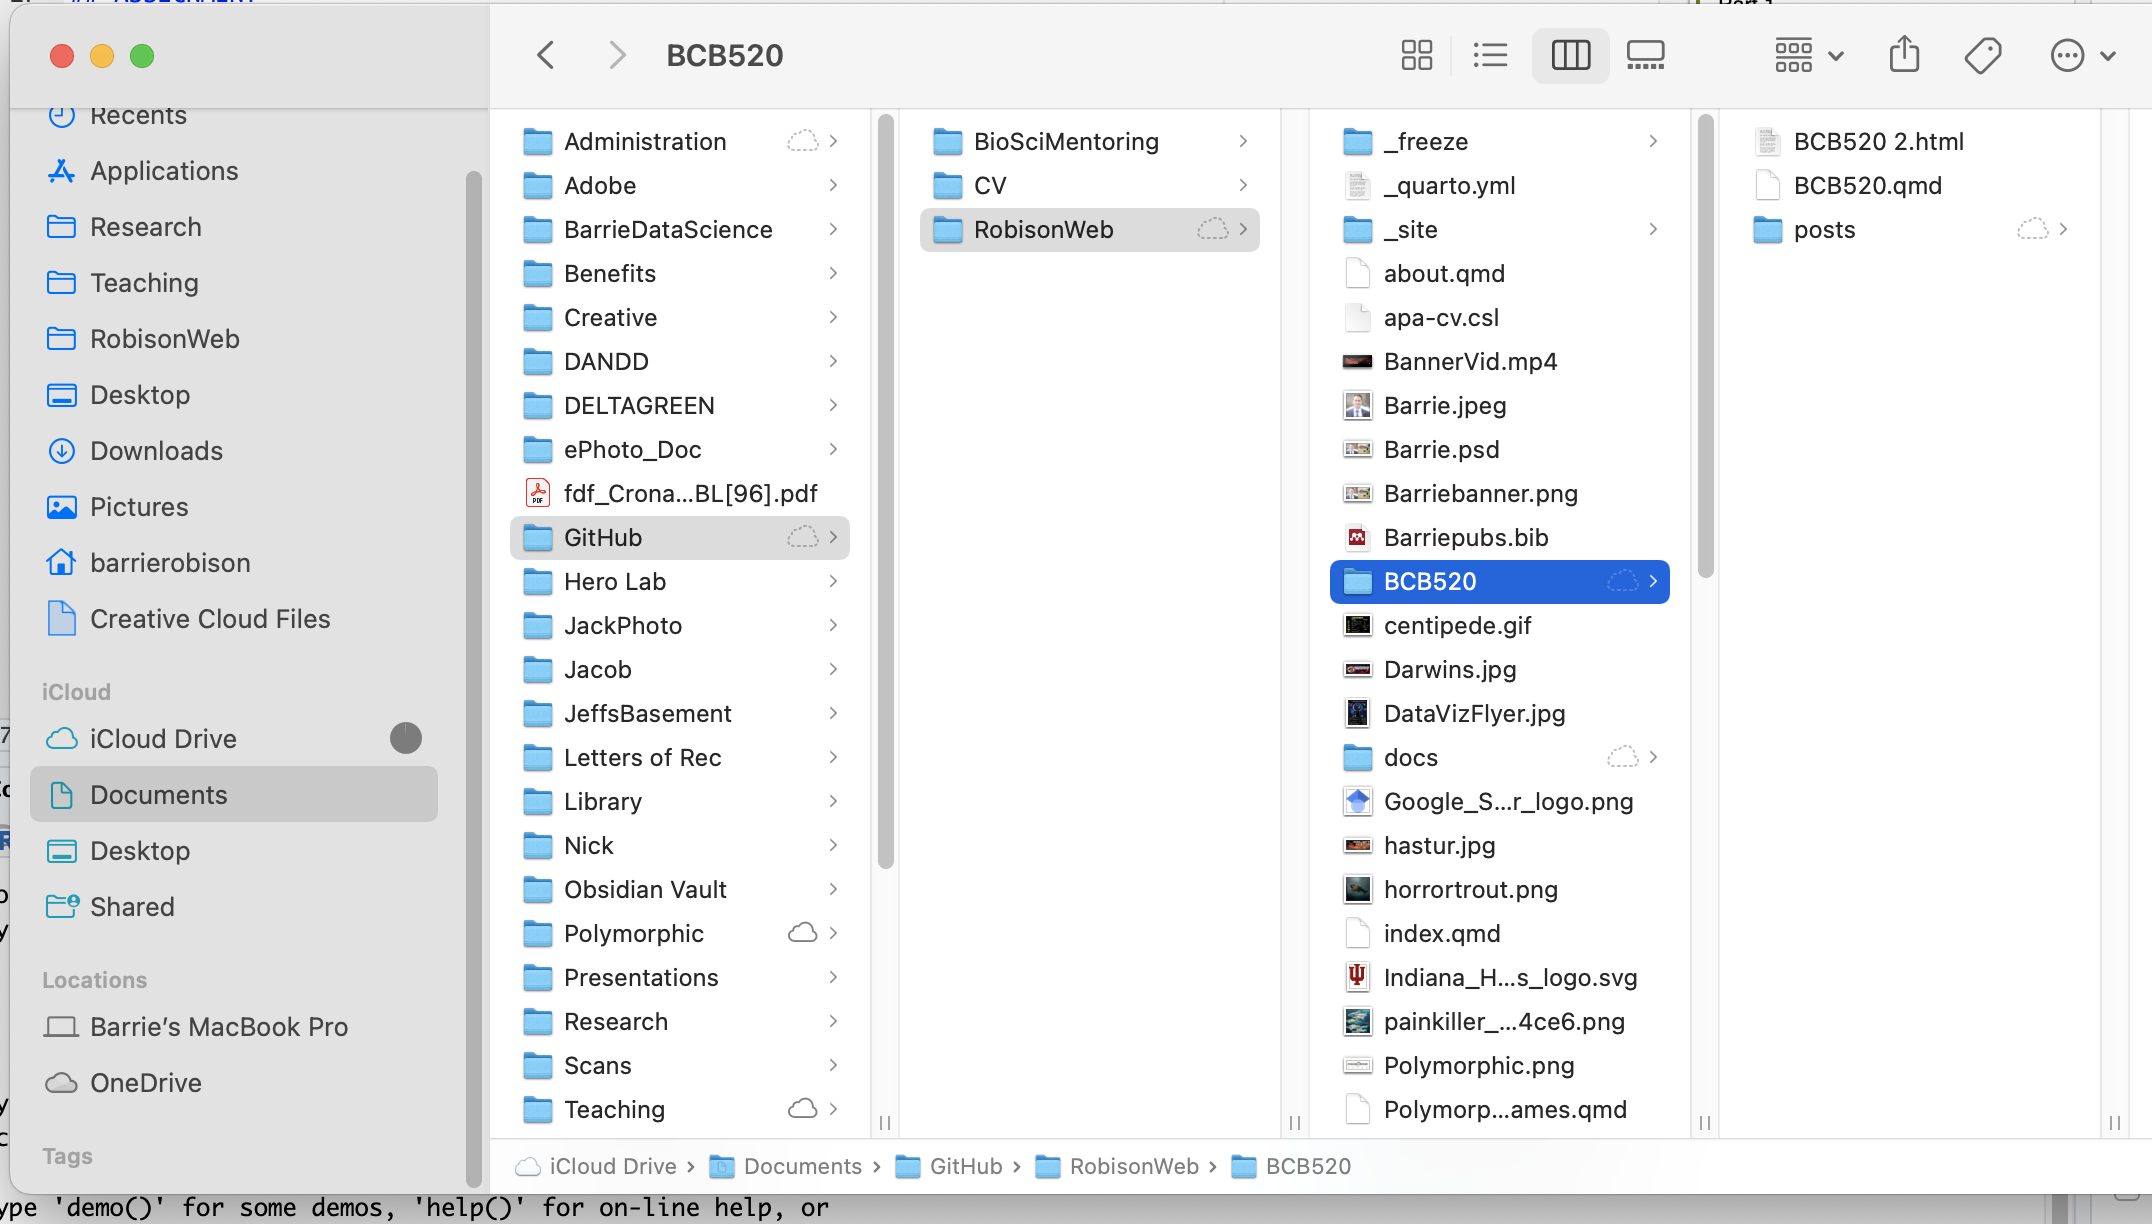 BCB520
Recents
Applications
Research
Teaching
RobisonWeb
Desktop
Downloads
Pictures
barrierobison
Creative Cloud Files
iCloud
iCloud Drive
Documents
Desktop
Shared
Locations
Barrie’s MacBook Pro
OneDrive
Tags
Administration
Adobe
BarrieDataScience
Benefits
Creative
DANDD
DELTAGREEN
ePhoto_Doc
fdf_Crona...BL[96].pdf
GitHub
Hero Lab
JackPhoto
Jacob
JeffsBasement
Letters of Rec
Library
Nick
Obsidian Vault
Polymorphic
Presentations
Research
Scans
Teaching
BioSciMentoring
CV
RobisonWeb
_freeze
_quarto.yml
_site
about.qmd
apa-cv.csl
BannerVid.mp4
Barrie.jpeg
Barrie.psd
Barriebanner.png
Barriepubs.bib
BCB520
centipede.gif
Darwins.jpg
DataVizFlyer.jpg
docs
Google_S...r_logo.png
hastur.jpg
horrortrout.png
index.qmd
Indiana_H...s_logo.svg
painkiller_...4ce6.png
Polymorphic.png
Polymorp...ames.qmd
BCB520 2.html
BCB520.qmd
posts
iCloud Drive › Documents › GitHub › RobisonWeb › BCB520
ype 'demo()' for some demos, 'help()' for on-line help, or